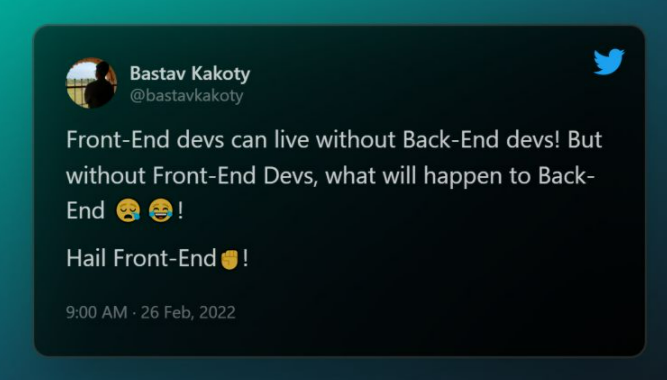 Bastav Kakoty
@bastavkakoty
Front-End devs can live without Back-End devs! But
without Front-End Devs, what will happen to Back-
End 😪 😂 !
Hail Front-End✊!
9:00 AM · 26 Feb, 2022